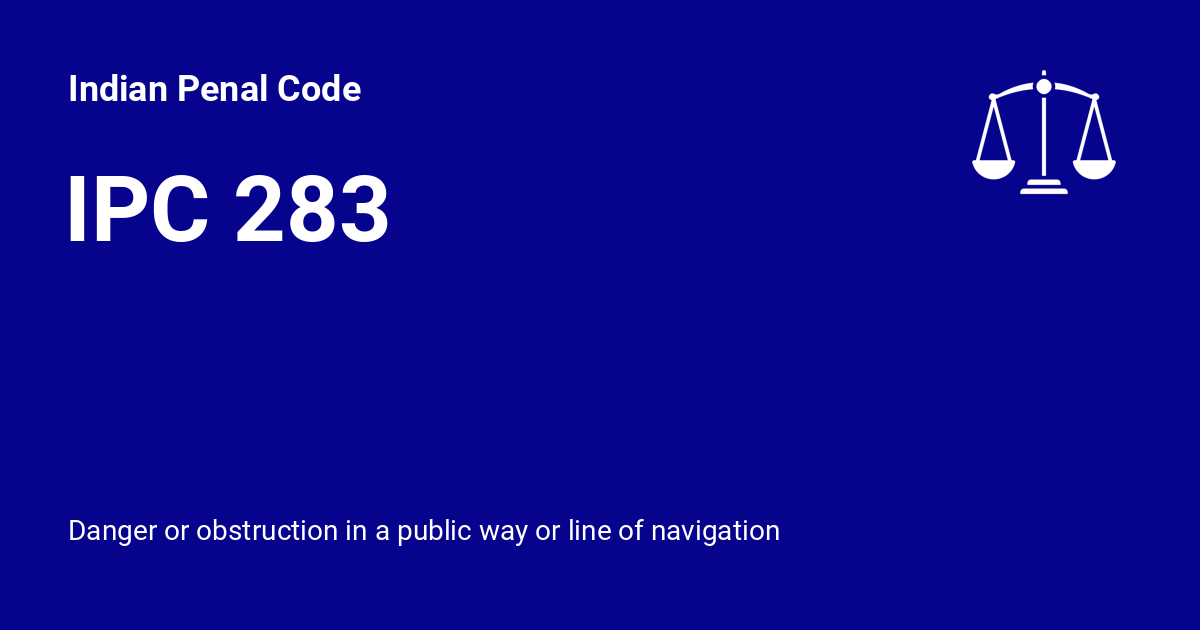 Indian Penal Code
IPC 283
Danger or obstruction in a public way or line of navigation